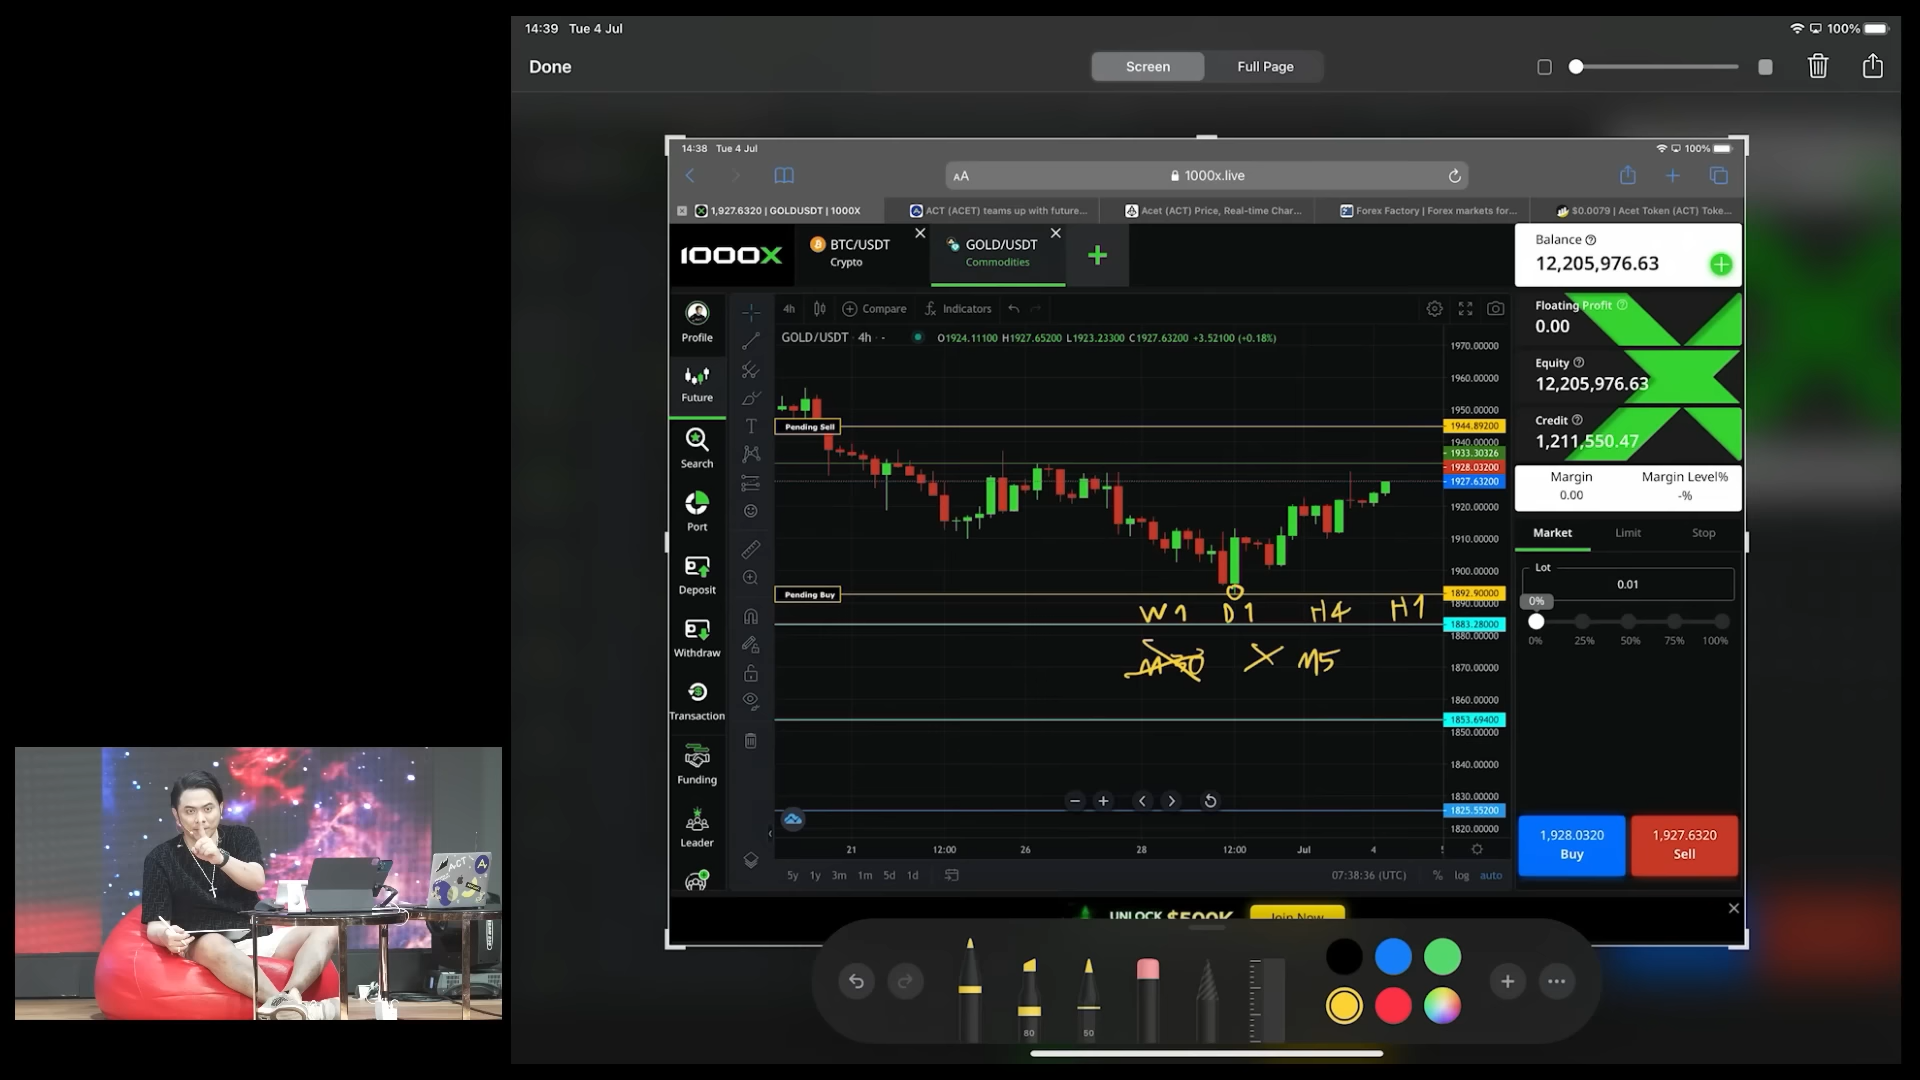 14:39 Tue 4 Jul 100%
Done Screen Full Page
14:38 Tue 4 Jul 100%
AA 1000x.live
1,927.6320 | GOLDUSDT | 1000X ACT (ACET) teams up with future... Acet (ACT) Price, Real-time Char... Forex Factory | Forex markets for... $0.0079 | Acet Token (ACT) Toke...
1000X BTC/USDT Crypto GOLD/USDT Commodities
Balance
12,205,976.63
Floating Profit
0.00
Equity
12,205,976.63
Credit
1,211,550.47
Margin Margin Level%
0.00 -%
Market Limit Stop
Lot
0.01
0%
0% 25% 50% 75% 100%
1,928.0320 1,927.6320
Buy Sell
Profile
Future
Search
Port
Deposit
Withdraw
Transaction
Funding
Leader
4h Compare Indicators
GOLD/USDT · 4h · - O1924.11100 H1927.65200 L1923.23300 C1927.63200 +3.52100 (+0.18%)
1970.00000
1960.00000
1950.00000
Pending Sell 1944.89200
1940.00000
1933.30326
1928.03200
1927.63200
1920.00000
1910.00000
1900.00000
Pending Buy 1892.90000
1890.00000
W1 D1 H4 H1
1883.28000
1880.00000
M30 M5
1870.00000
1860.00000
1853.69400
1850.00000
1840.00000
1830.00000
1825.55200
1820.00000
21 12:00 26 28 12:00 Jul 4
5y 1y 3m 1m 5d 1d 07:38:36 (UTC) % log auto
UNLOCK $500K Join Now
80 50
ACT